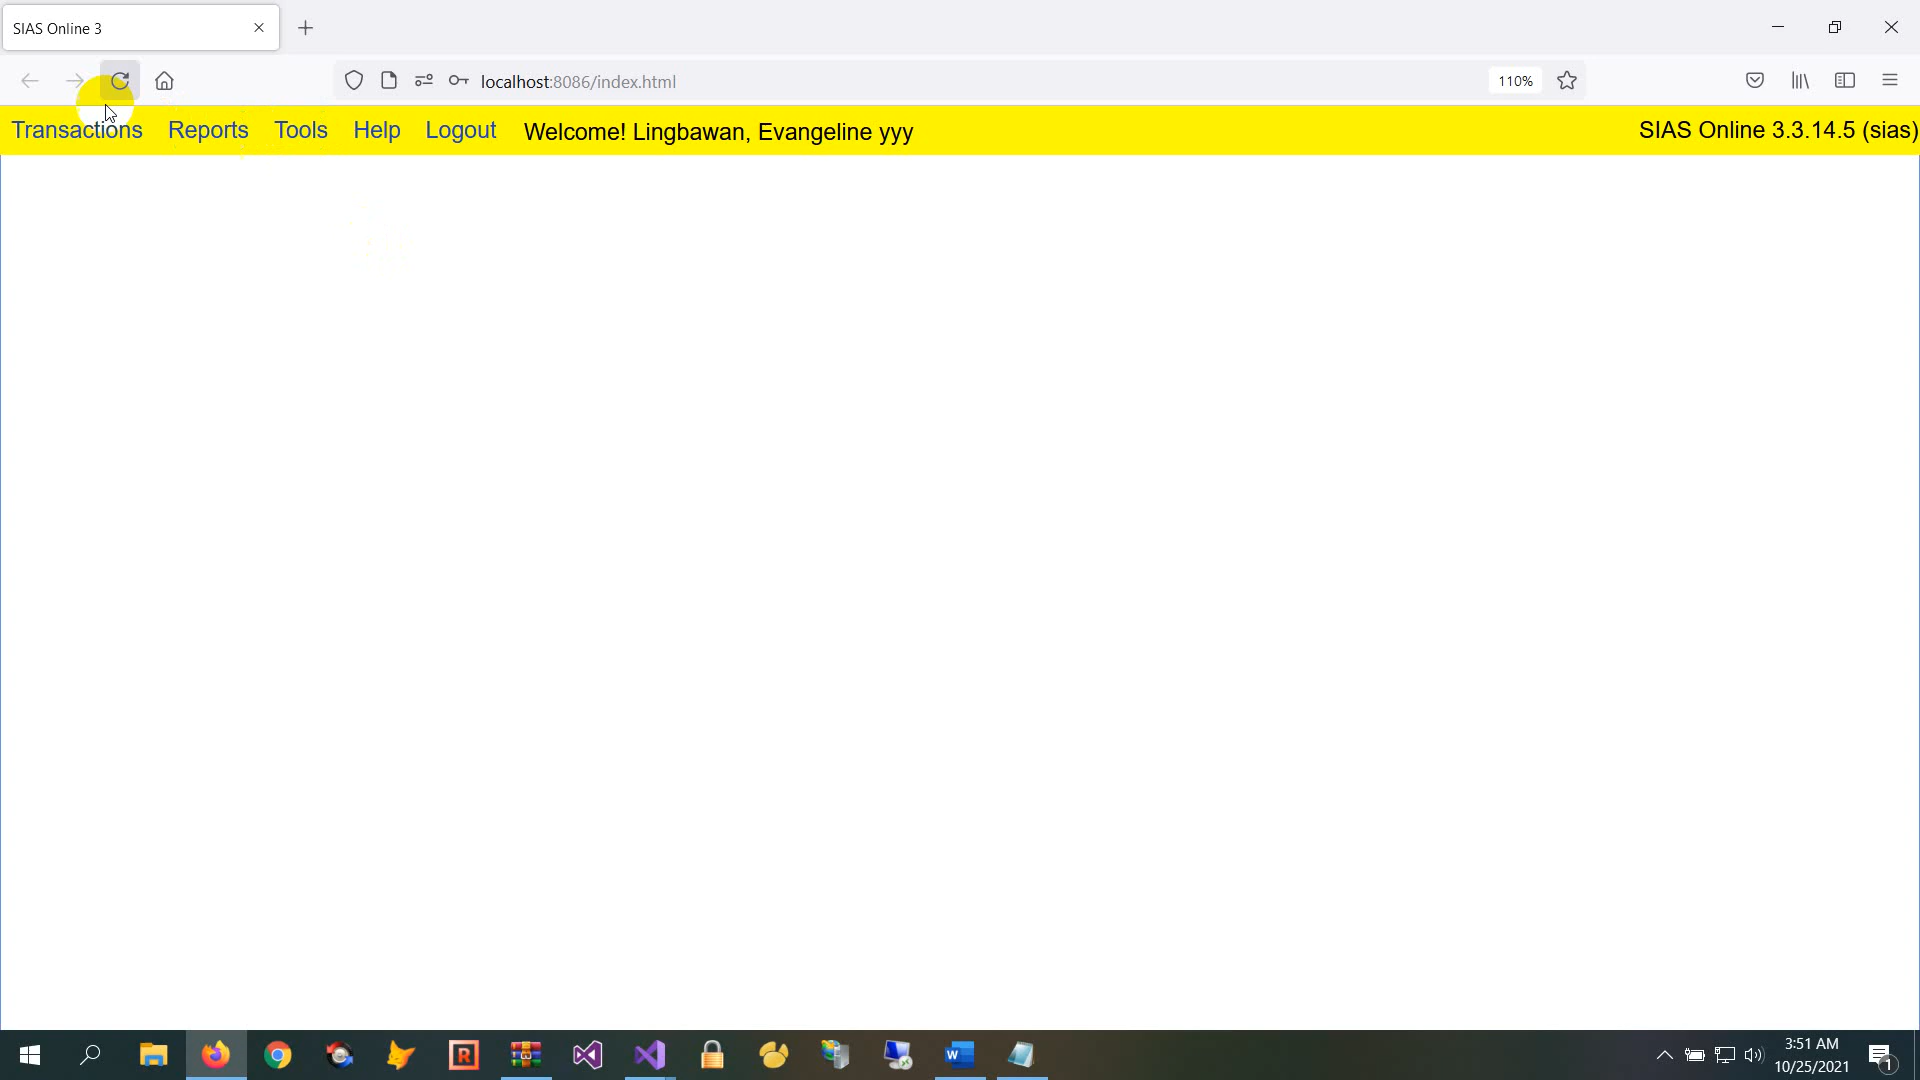 SIAS Online 3
localhost:8086/index.html
110%
Transactions Reports Tools Help Logout Welcome! Lingbawan, Evangeline yyy SIAS Online 3.3.14.5 (sias)
3:51 AM
10/25/2021
1